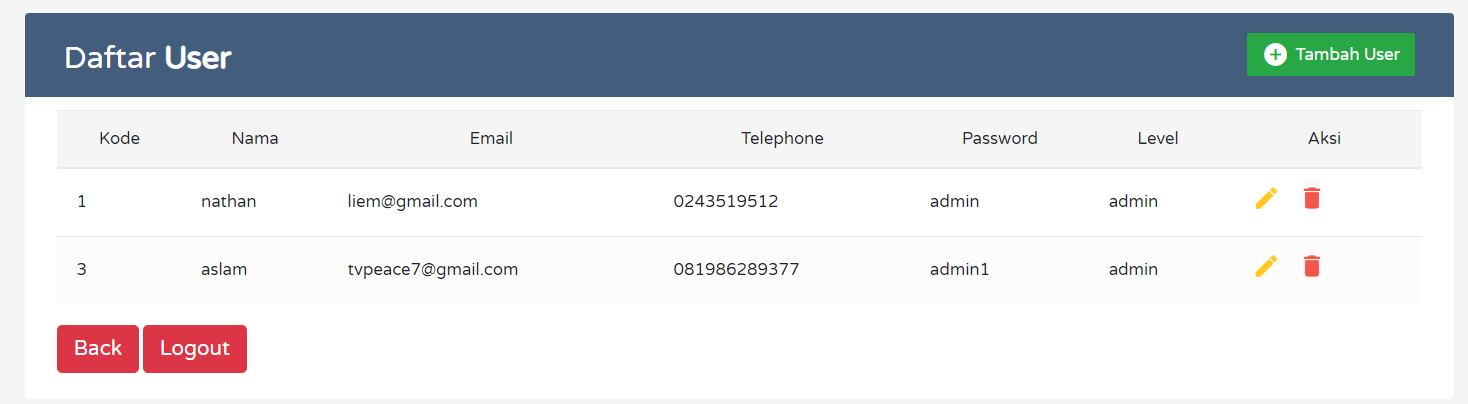 Daftar User
Tambah User
Kode Nama Email Telephone Password Level Aksi
1 nathan liem@gmail.com 0243519512 admin admin
3 aslam tvpeace7@gmail.com 081986289377 admin1 admin
Back Logout